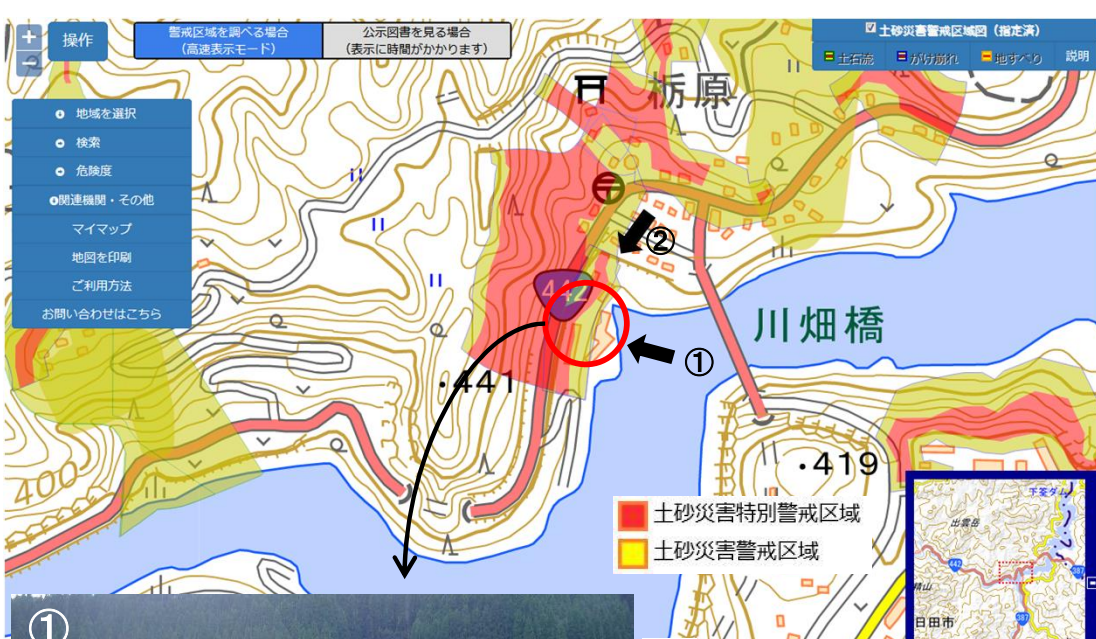 +
−
操作
警戒区域を調べる場合
（高速表示モード）
公示図書を見る場合
（表示に時間がかかります）
土砂災害警戒区域図（指定済）
土石流
がけ崩れ
地すべり
説明
地域を選択
検索
危険度
関連機関・その他
マイマップ
地図を印刷
ご利用方法
お問い合わせはこちら
栃原
②
442
①
川畑橋
・441
・419
400
土砂災害特別警戒区域
土砂災害警戒区域
下筌ダム
出雲岳
442
387
日田市
387
①